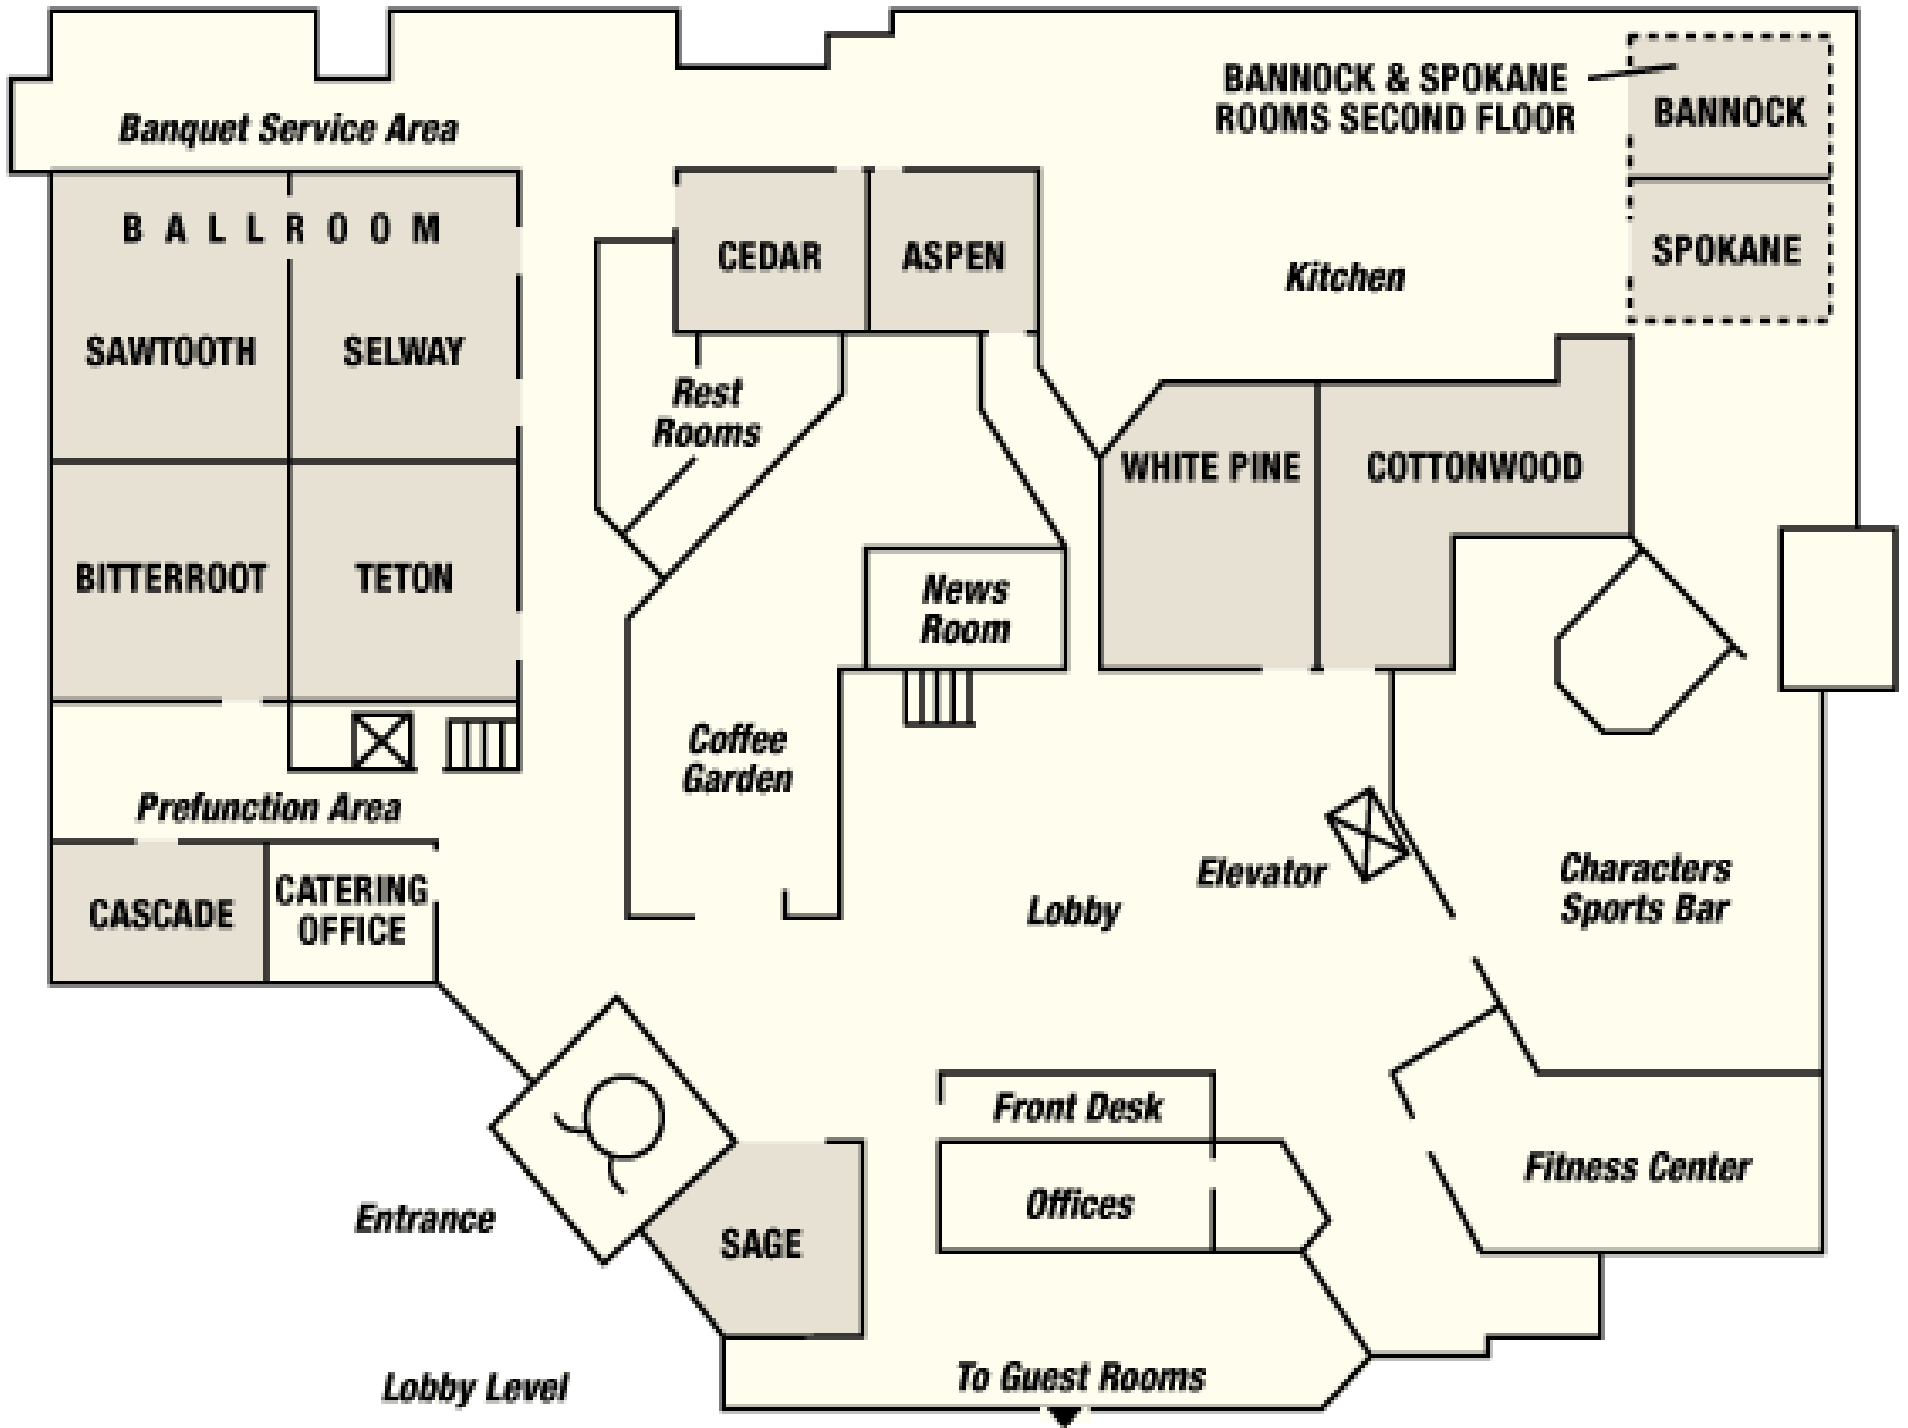 BANNOCK & SPOKANE
ROOMS SECOND FLOOR
BANNOCK
SPOKANE
Banquet Service Area
BALLROOM
SAWTOOTH
SELWAY
BITTERROOT
TETON
CEDAR
ASPEN
Kitchen
Rest
Rooms
WHITE PINE
COTTONWOOD
News
Room
Coffee
Garden
Prefunction Area
CASCADE
CATERING
OFFICE
Elevator
Lobby
Characters
Sports Bar
Front Desk
Offices
Fitness Center
Entrance
SAGE
To Guest Rooms
Lobby Level